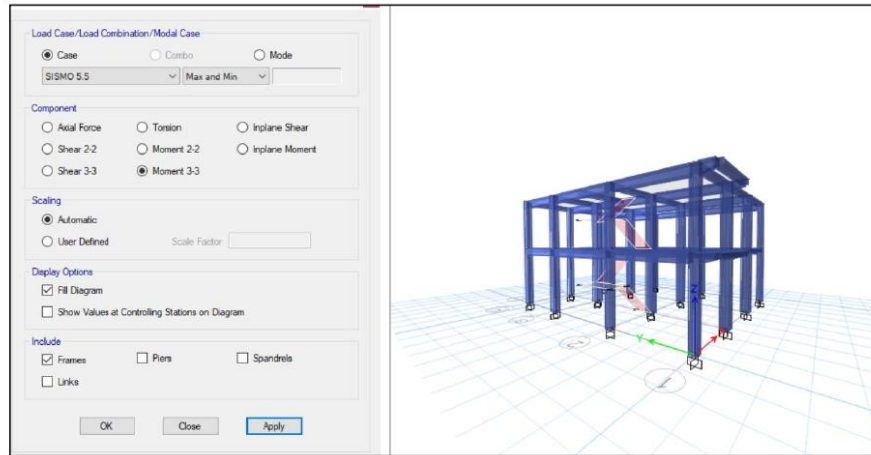 Load Case/Load Combination/Modal Case
Case Combo Mode
SISMO 5.5 Max and Min
Component
Axial Force Torsion Inplane Shear
Shear 2-2 Moment 2-2 Inplane Moment
Shear 3-3 Moment 3-3
Scaling
Automatic
User Defined Scale Factor
Display Options
Fill Diagram
Show Values at Controlling Stations on Diagram
Include
Frames Piers Spandrels
Links
OK Close Apply
Z
Y